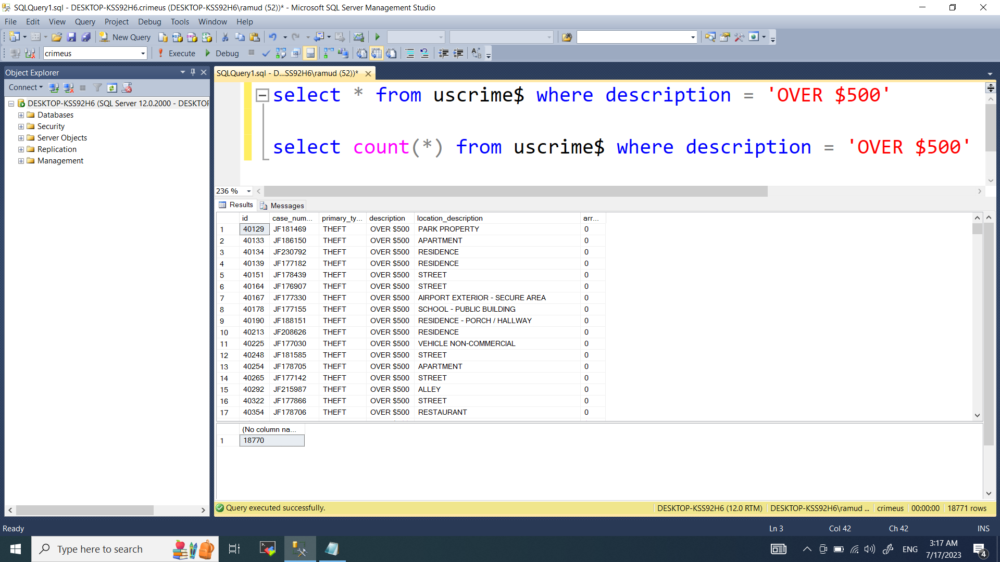 SQLQuery1.sql - DESKTOP-KSS92H6.crimeus (DESKTOP-KSS92H6\ramud (52))* - Microsoft SQL Server Management Studio
File Edit View Query Project Debug Tools Window Help
New Query
crimeus Execute Debug
Object Explorer
Connect
DESKTOP-KSS92H6 (SQL Server 12.0.2000 - DESKTOP
Databases
Security
Server Objects
Replication
Management
SQLQuery1.sql - D...SS92H6\ramud (52))*
select * from uscrime$ where description = 'OVER $500'
select count(*) from uscrime$ where description = 'OVER $500'
236 %
Results Messages
id case_num... primary_ty... description location_description arr...
1 40129 JF181469 THEFT OVER $500 PARK PROPERTY 0
2 40133 JF186150 THEFT OVER $500 APARTMENT 0
3 40134 JF230792 THEFT OVER $500 RESIDENCE 0
4 40139 JF177182 THEFT OVER $500 RESIDENCE 0
5 40151 JF178439 THEFT OVER $500 STREET 0
6 40164 JF176907 THEFT OVER $500 STREET 0
7 40167 JF177330 THEFT OVER $500 AIRPORT EXTERIOR - SECURE AREA 0
8 40178 JF177155 THEFT OVER $500 SCHOOL - PUBLIC BUILDING 0
9 40190 JF188151 THEFT OVER $500 RESIDENCE - PORCH / HALLWAY 0
10 40213 JF208626 THEFT OVER $500 RESIDENCE 0
11 40225 JF177030 THEFT OVER $500 VEHICLE NON-COMMERCIAL 0
12 40248 JF181585 THEFT OVER $500 STREET 0
13 40254 JF178705 THEFT OVER $500 APARTMENT 0
14 40265 JF177142 THEFT OVER $500 STREET 0
15 40292 JF215987 THEFT OVER $500 ALLEY 0
16 40322 JF177866 THEFT OVER $500 STREET 0
17 40354 JF178706 THEFT OVER $500 RESTAURANT 0
(No column na...
1 18770
Query executed successfully. DESKTOP-KSS92H6 (12.0 RTM) DESKTOP-KSS92H6\ramud ... crimeus 00:00:00 18771 rows
Ready Ln 3 Col 42 Ch 42 INS
Type here to search ENG 3:17 AM
7/17/2023 4